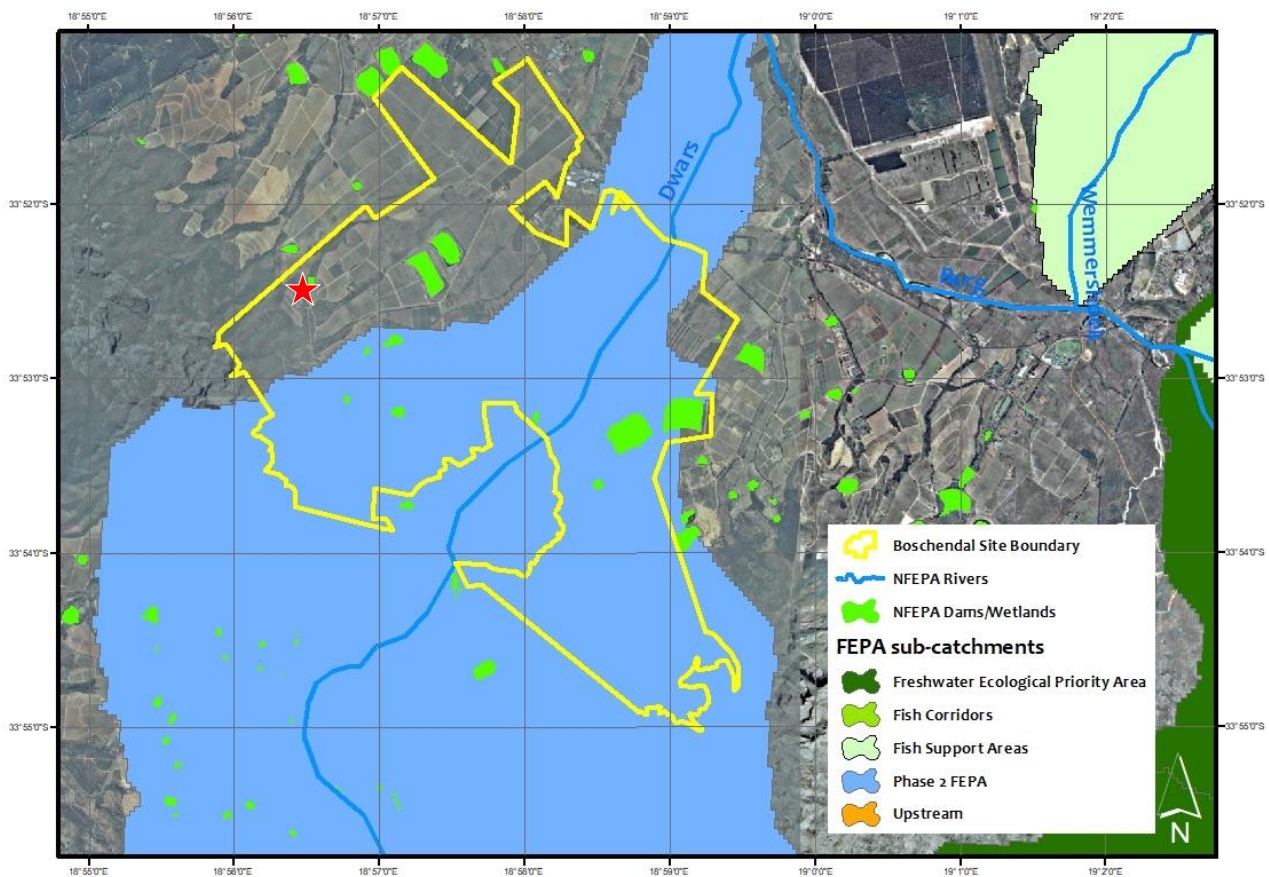 18°55'0"E 18°56'0"E 18°57'0"E 18°58'0"E 18°59'0"E 19°0'0"E 19°1'0"E 19°2'0"E
Dwars
33°52'0"S 33°52'0"S
Wemmershoek
Berg
33°53'0"S 33°53'0"S
33°54'0"S 33°54'0"S
Boschendal Site Boundary
NFEPA Rivers
NFEPA Dams/Wetlands
FEPA sub-catchments
Freshwater Ecological Priority Area
Fish Corridors
33°55'0"S 33°55'0"S
Fish Support Areas
Phase 2 FEPA
Upstream
N
18°55'0"E 18°56'0"E 18°57'0"E 18°58'0"E 18°59'0"E 19°0'0"E 19°1'0"E 19°2'0"E